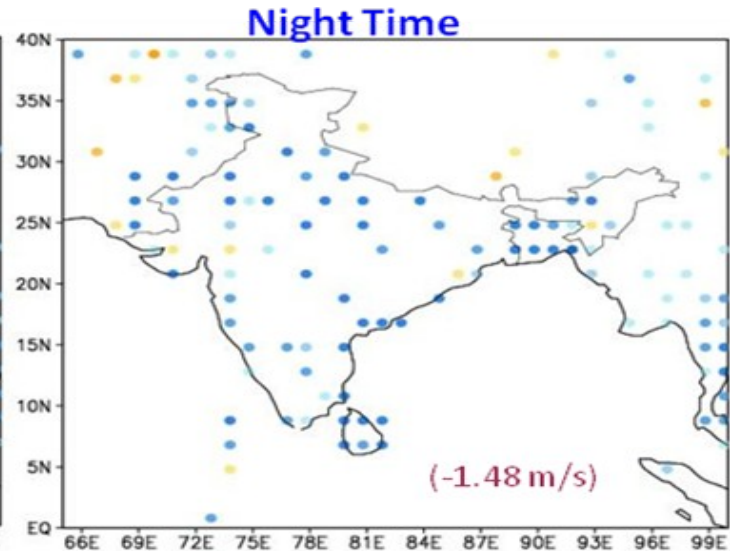 Night Time
40N
35N
30N
25N
20N
15N
10N
5N
EQ
(-1.48 m/s)
66E 69E 72E 75E 78E 81E 84E 87E 90E 93E 96E 99E